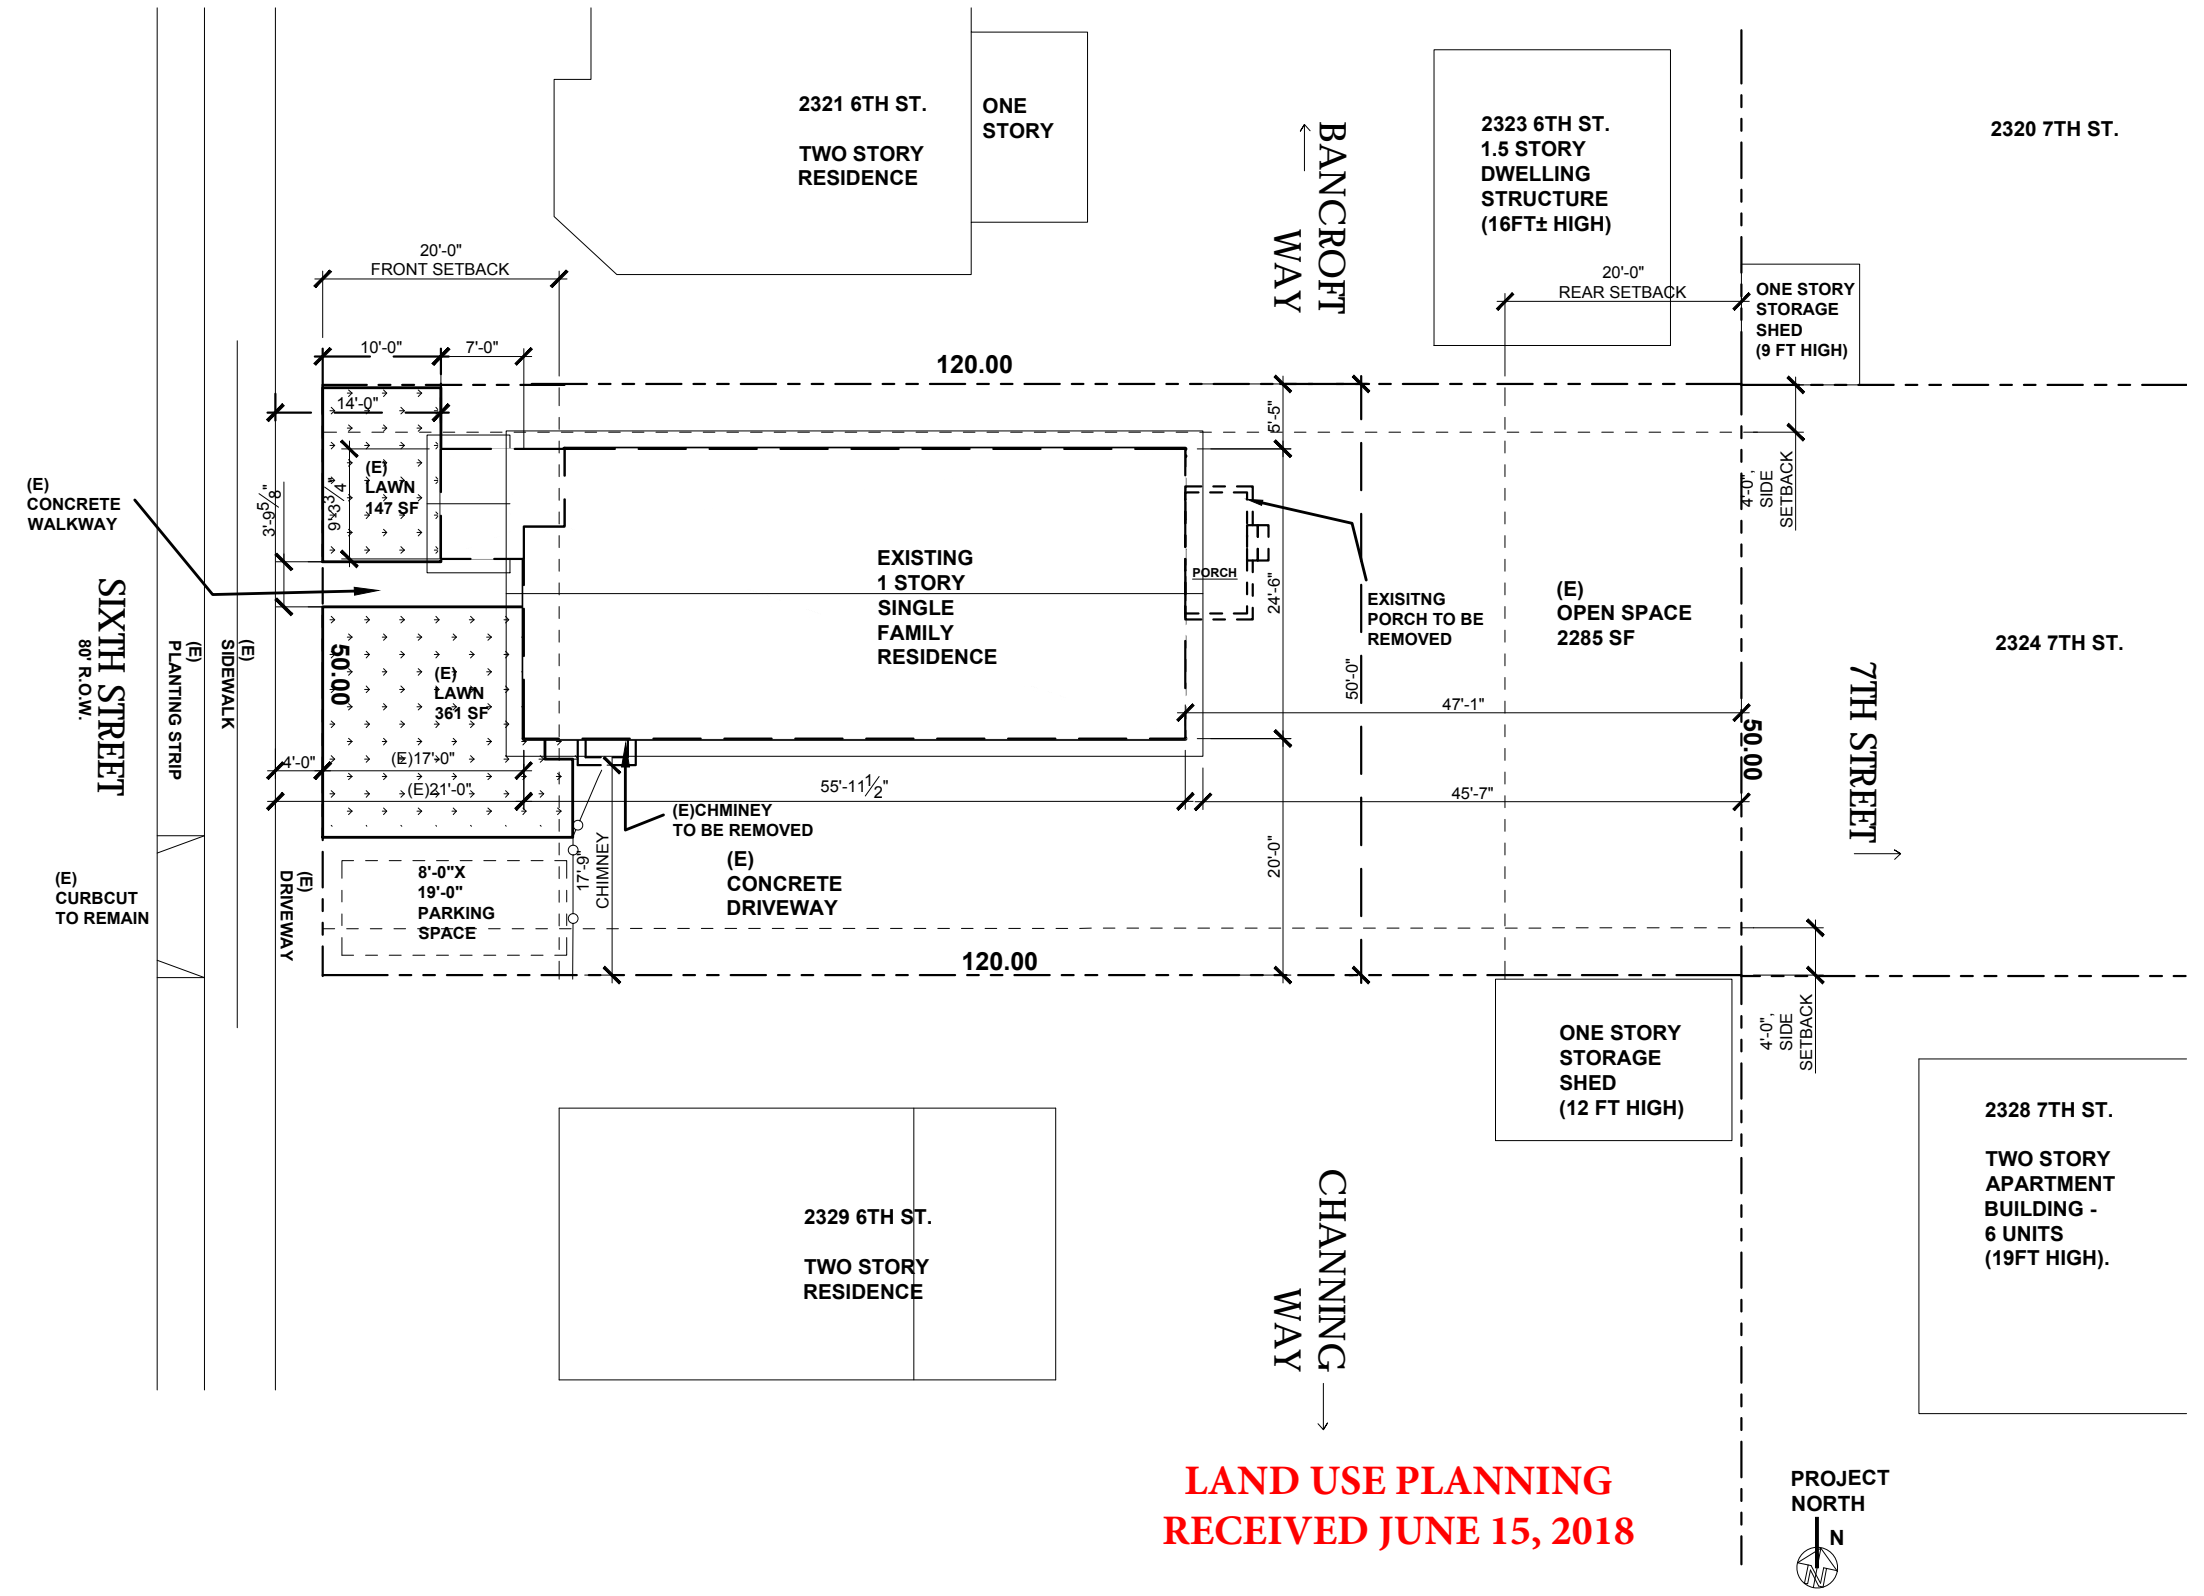 2321 6TH ST.
TWO STORY
RESIDENCE
ONE
STORY
BANCROFT
WAY
2323 6TH ST.
1.5 STORY
DWELLING
STRUCTURE
(16FT± HIGH)
2320 7TH ST.
20'-0"
FRONT SETBACK
20'-0"
REAR SETBACK
ONE STORY
STORAGE
SHED
(9 FT HIGH)
10'-0"
7'-0"
120.00
14'-0"
5'-5"
(E)
LAWN
147 SF
9'-3 3/4"
3'-9 5/8"
4'-0",
SIDE
SETBACK
(E)
CONCRETE
WALKWAY
EXISTING
1 STORY
SINGLE
FAMILY
RESIDENCE
PORCH
24'-6"
EXISITNG
PORCH TO BE
REMOVED
(E)
OPEN SPACE
2285 SF
2324 7TH ST.
SIXTH STREET
80' R.O.W.
(E)
PLANTING STRIP
(E)
SIDEWALK
50.00
(E)
LAWN
361 SF
50'-0"
47'-1"
50.00
7TH STREET
4'-0"
(E)17'-0"
(E)21'-0"
55'-11 1/2"
45'-7"
(E)CHMINEY
TO BE REMOVED
17'-9"
CHIMNEY
20'-0"
(E)
CURBCUT
TO REMAIN
(E)
DRIVEWAY
8'-0"X
19'-0"
PARKING
SPACE
(E)
CONCRETE
DRIVEWAY
120.00
4'-0",
SIDE
SETBACK
ONE STORY
STORAGE
SHED
(12 FT HIGH)
2328 7TH ST.
TWO STORY
APARTMENT
BUILDING -
6 UNITS
(19FT HIGH).
2329 6TH ST.
TWO STORY
RESIDENCE
CHANNING
WAY
LAND USE PLANNING
RECEIVED JUNE 15, 2018
PROJECT
NORTH
N